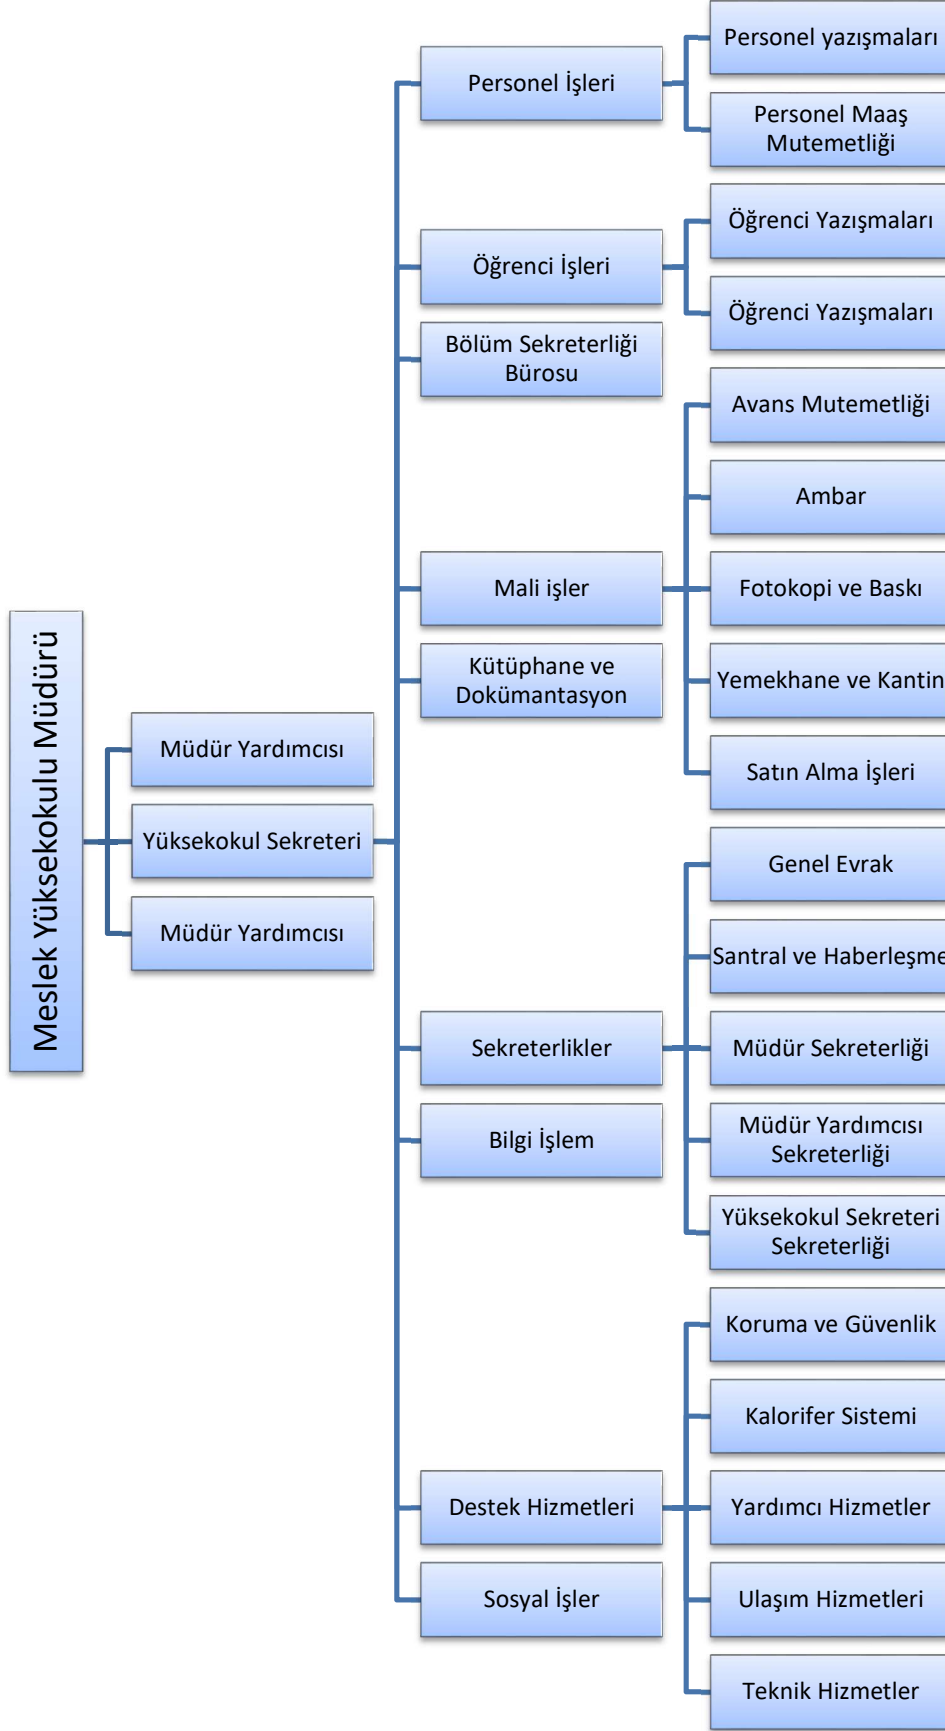 Meslek Yüksekokulu Müdürü
Müdür Yardımcısı
Yüksekokul Sekreteri
Personel İşleri
Personel yazışmaları
Personel Maaş
Mutemetliği
Öğrenci İşleri
Öğrenci Yazışmaları
Öğrenci Yazışmaları
Bölüm Sekreterliği
Bürosu
Mali işler
Avans Mutemetliği
Ambar
Fotokopi ve Baskı
Yemekhane ve Kantin
Satın Alma İşleri
Kütüphane ve
Dokümantasyon
Sekreterlikler
Genel Evrak
Santral ve Haberleşme
Müdür Sekreterliği
Müdür Yardımcısı
Sekreterliği
Yüksekokul Sekreteri
Sekreterliği
Bilgi İşlem
Destek Hizmetleri
Koruma ve Güvenlik
Kalorifer Sistemi
Yardımcı Hizmetler
Ulaşım Hizmetleri
Teknik Hizmetler
Sosyal İşler
Müdür Yardımcısı